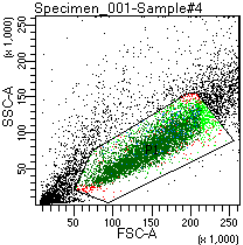 Specimen_001-Sample#4
(x 1,000)
SSC-A
250
200
150
100
50
P1
50 100 150 200 250
FSC-A
(x 1,000)